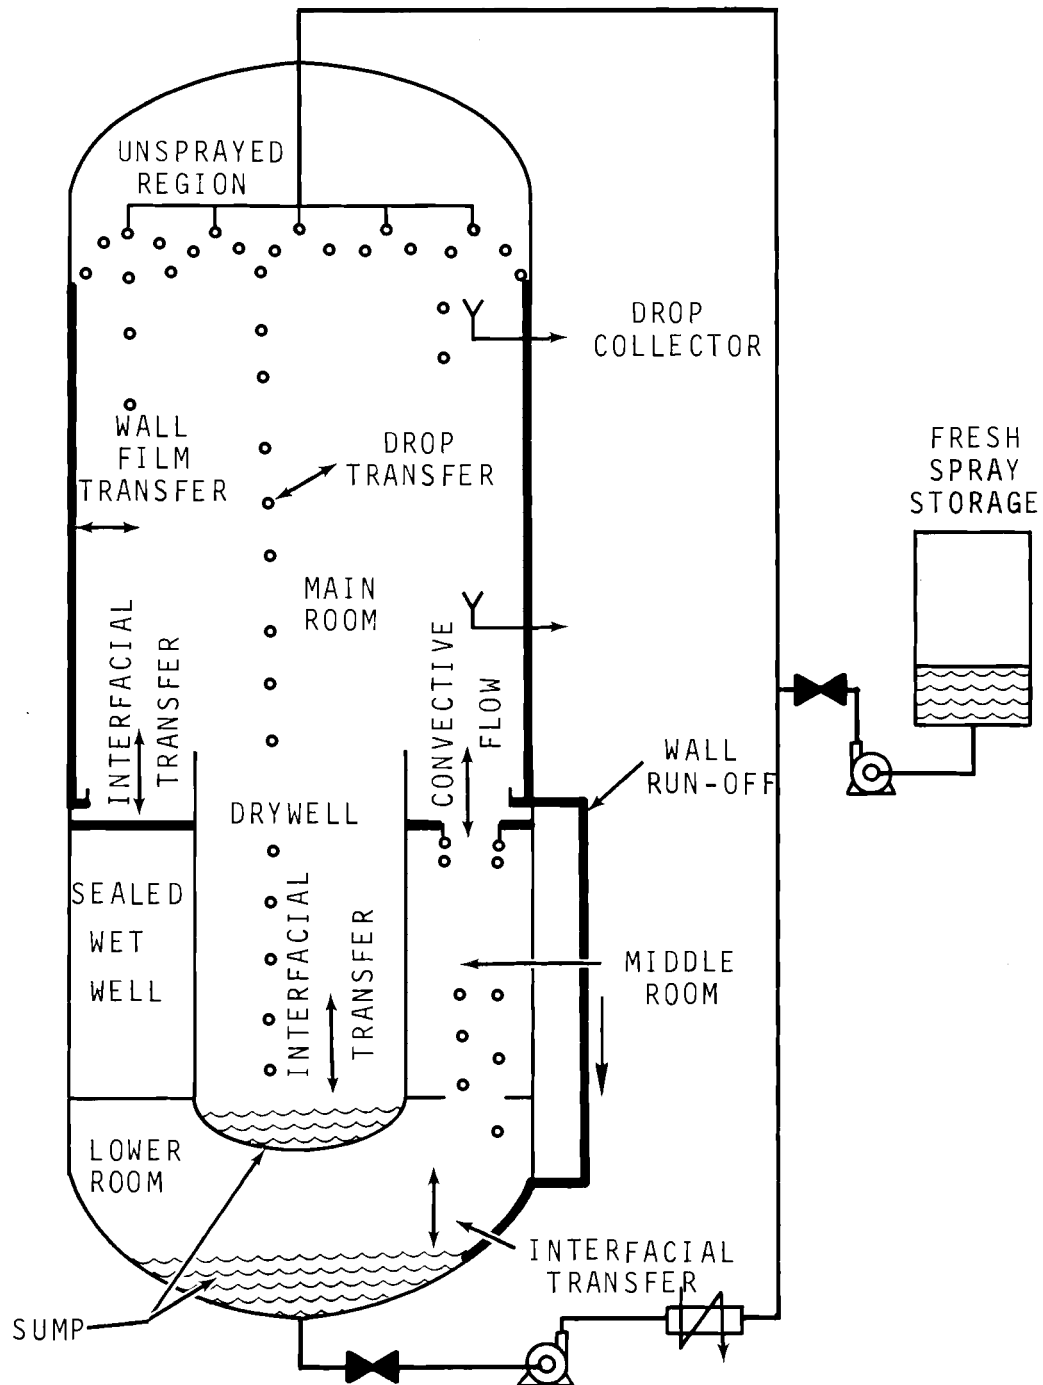 UNSPRAYED
REGION
DROP
COLLECTOR
WALL
FILM
TRANSFER
DROP
TRANSFER
FRESH
SPRAY
STORAGE
MAIN
ROOM
INTERFACIAL
TRANSFER
CONVECTIVE
FLOW
WALL
RUN-OFF
DRYWELL
SEALED
WET
WELL
INTERFACIAL
TRANSFER
MIDDLE
ROOM
LOWER
ROOM
INTERFACIAL
TRANSFER
SUMP